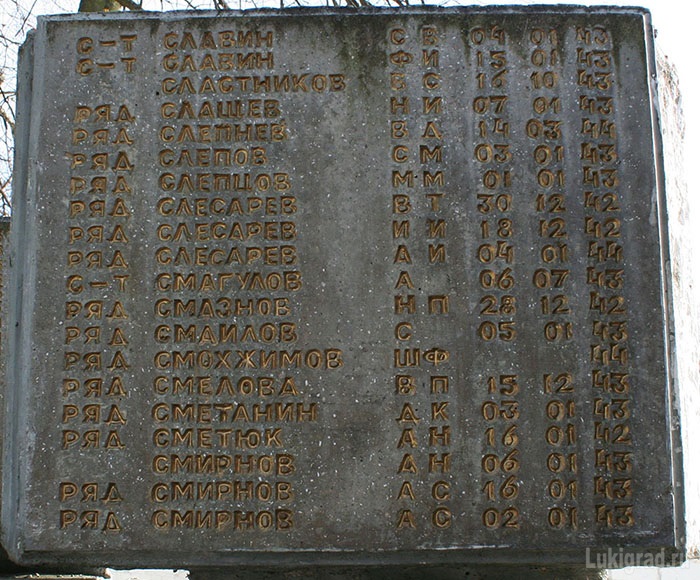 С-Т СЛАВИН С В 04 01 43
С-Т СЛАВИН Ф И 15 01 43
СЛАСТНИКОВ В С 16 10 43
РЯД СЛАЩЕВ Н И 07 01 43
РЯД СЛЕПНЕВ В Д 14 03 44
РЯД СЛЕПОВ С М 03 01 43
РЯД СЛЕПЦОВ М М 01 01 43
РЯД СЛЕСАРЕВ В Т 30 12 42
РЯД СЛЕСАРЕВ И И 18 12 42
РЯД СЛЕСАРЕВ А И 04 01 44
С-Т СМАГУЛОВ А 06 07 43
РЯД СМАЗНОВ Н П 28 12 42
РЯД СМАИЛОВ С 05 01 43
РЯД СМОХЖИМОВ Ш Ф 44
РЯД СМЕЛОВА В П 15 12 43
РЯД СМЕТАНИН Д К 03 01 43
РЯД СМЕТЮК А Н 16 01 42
СМИРНОВ А Н 06 01 43
РЯД СМИРНОВ А С 16 01 43
РЯД СМИРНОВ А С 02 01 43
Lukigrad.ru